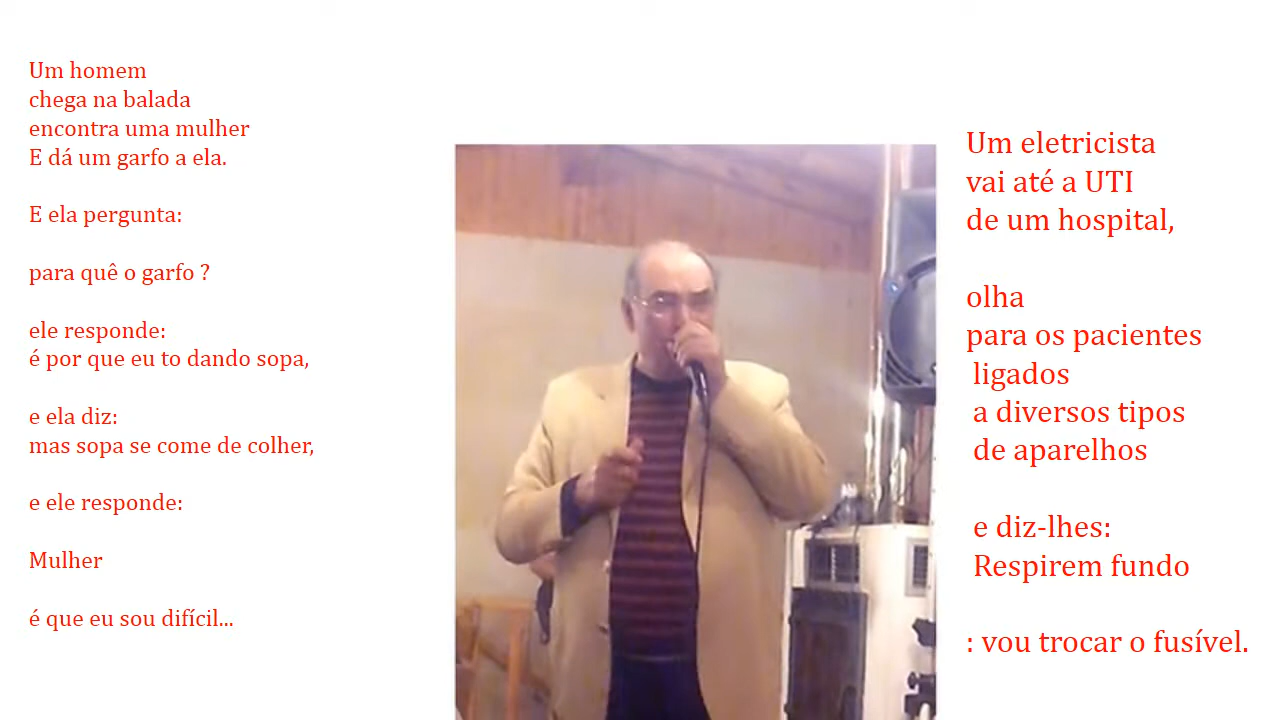 Um homem
chega na balada
encontra uma mulher
E dá um garfo a ela.
E ela pergunta:
para quê o garfo ?
ele responde:
é por que eu to dando sopa,
e ela diz:
mas sopa se come de colher,
e ele responde:
Mulher
é que eu sou difícil...
Um eletricista
vai até a UTI
de um hospital,
olha
para os pacientes
ligados
a diversos tipos
de aparelhos
e diz-lhes:
Respirem fundo
: vou trocar o fusível.